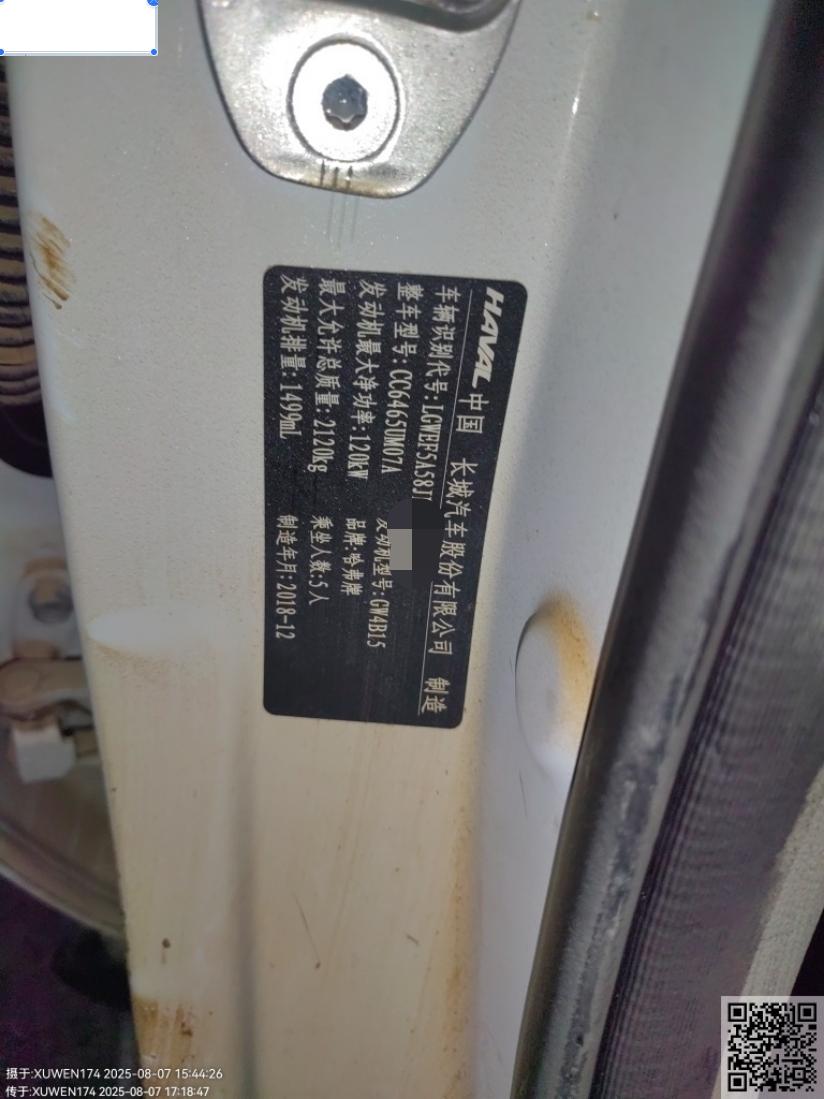 HAVAL 中国 长城汽车股份有限公司 制造
车辆识别代号:LGWEF5A58J
整车型号:CC6465UM07A 发动机型号:GW4B15
发动机最大净功率:120kW 品牌:哈弗牌
最大允许总质量:2120kg 乘坐人数:5人
发动机排量:1499mL 制造年月:2018-12
摄于:XUWEN174 2025-08-07 15:44:26
传于:XUWEN174 2025-08-07 17:18:47